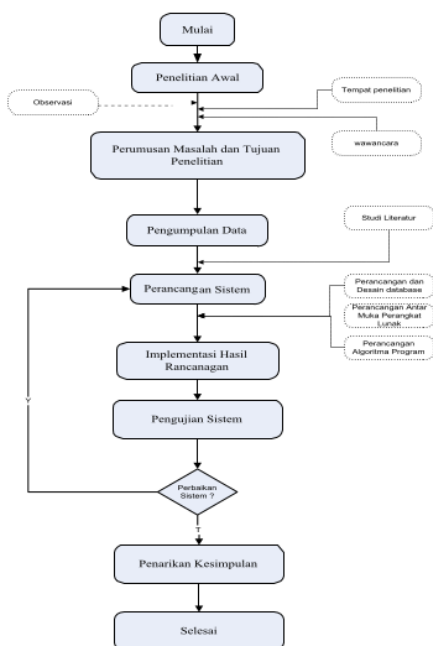 Mulai
Penelitian Awal
Observasi
Tempat penelitian
wawancara
Perumusan Masalah dan Tujuan
Penelitian
Studi Literatur
Pengumpulan Data
Perancangan Sistem
Perancangan dan
Desain database
Perancangan Antar
Muka Perangkat
Lunak
Perancangan
Algoritma Program
Implementasi Hasil
Rancanagan
Pengujian Sistem
Y
Perbaikan
Sistem ?
T
Penarikan Kesimpulan
Selesai